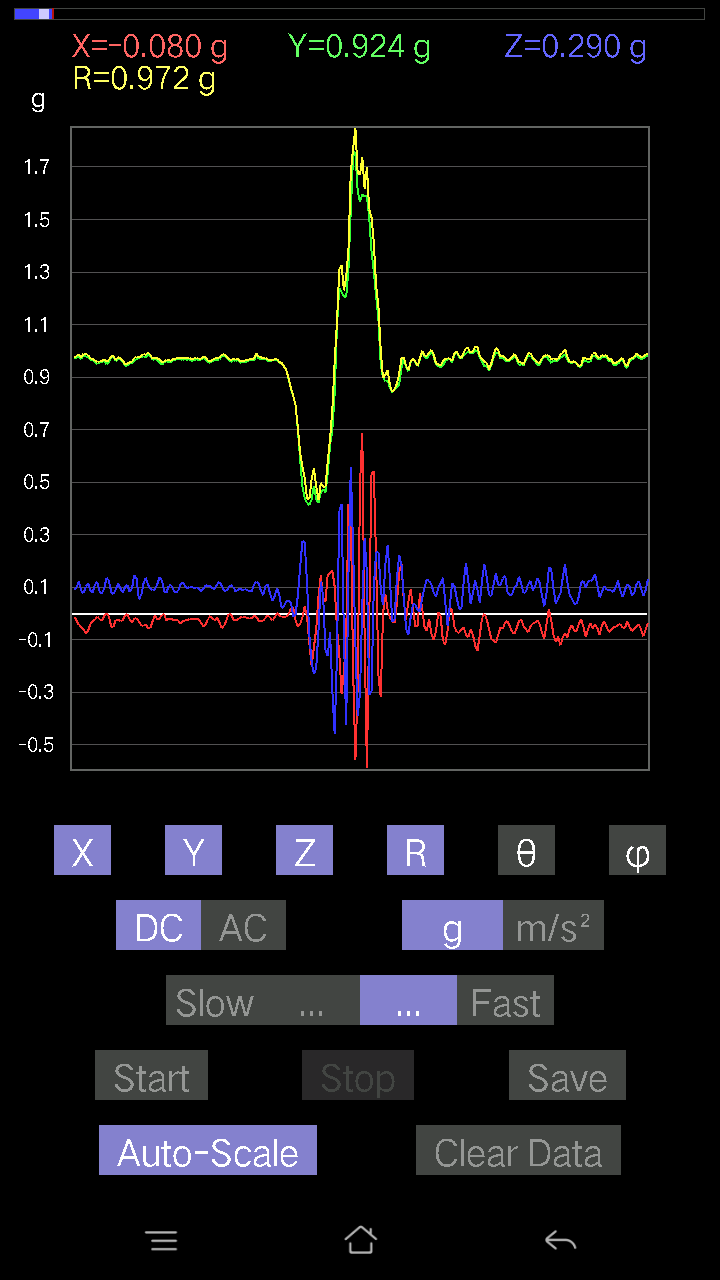 X=-0.080 g Y=0.924 g Z=0.290 g
R=0.972 g
g
1.7
1.5
1.3
1.1
0.9
0.7
0.5
0.3
0.1
-0.1
-0.3
-0.5
X Y Z R θ φ
DC AC g m/s²
Slow ... ... Fast
Start Stop Save
Auto-Scale Clear Data